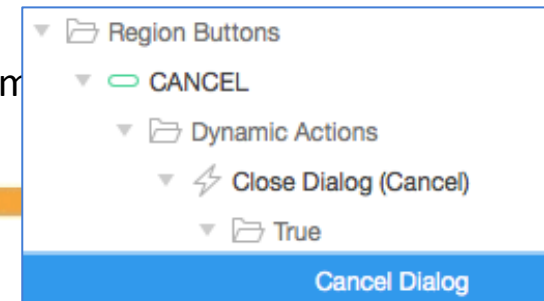 Region Buttons
m
CANCEL
Dynamic Actions
Close Dialog (Cancel)
True
Cancel Dialog